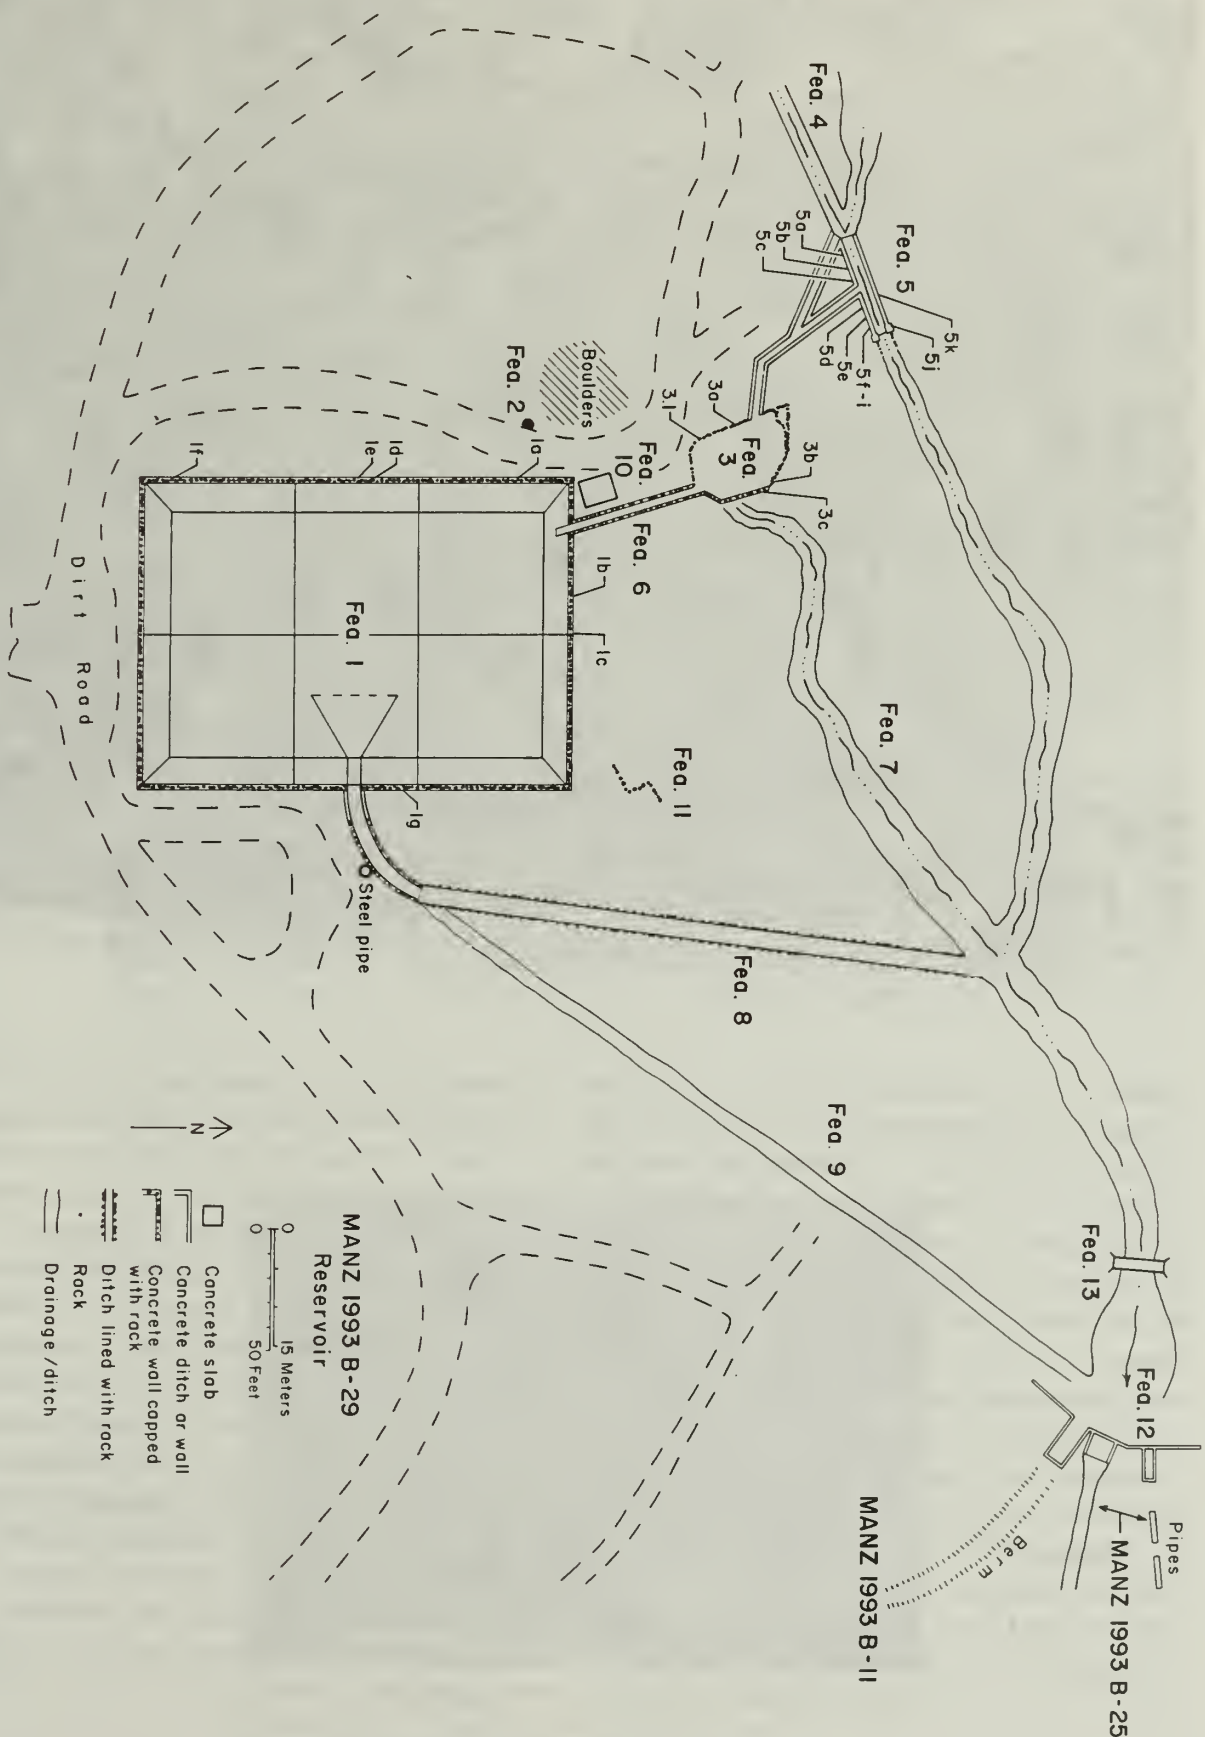 Fea. 4
Fea. 5
5a
5b
5c
5k
5j
5f-i
5e
5d
Boulders
Fea. 2
3.1
3a
Fea.
3
3b
3c
Fea.
10
Fea. 6
1f
1e
1d
1a
1b
1c
Fea. 1
1g
Dirt Road
Steel pipe
Fea. 11
Fea. 7
Fea. 8
Fea. 9
Fea. 13
Fea. 12
Pipes
MANZ 1993 B-25
Berm
MANZ 1993 B-11
N
MANZ 1993 B-29
Reservoir
0 15 Meters
0 50 Feet
Concrete slab
Concrete ditch or wall
Concrete wall capped
with rock
Ditch lined with rock
Rock
Drainage/ditch